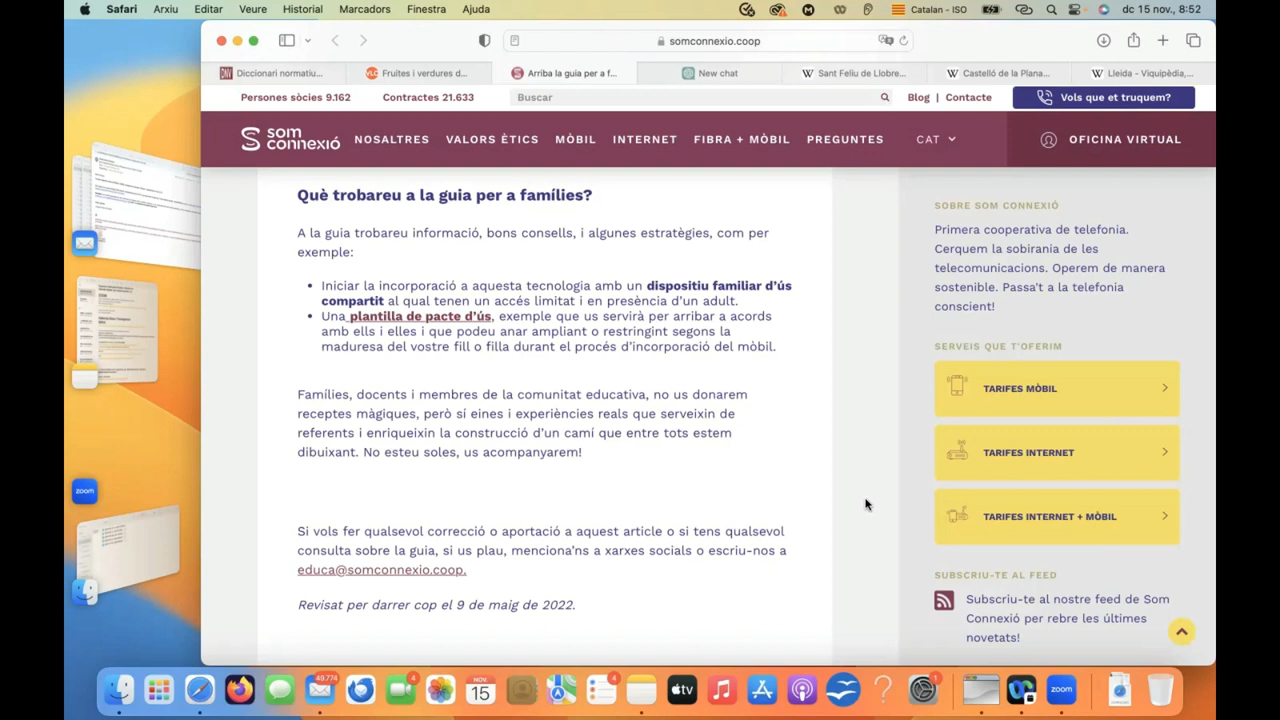 Safari Arxiu Editar Veure Historial Marcadors Finestra Ajuda
Catalan - ISO
dc 15 nov., 8:52
somconnexio.coop
DNV Diccionari normatiu...
VLC Fruites i verdures d...
Arriba la guia per a f...
New chat
W Sant Feliu de Llobre...
W Castelló de la Plana...
W Lleida - Viquipèdia,...
Persones sòcies 9.162
Contractes 21.633
Buscar
Blog | Contacte
Vols que et truquem?
som connexió
NOSALTRES VALORS ÈTICS MÒBIL INTERNET FIBRA + MÒBIL PREGUNTES CAT
OFICINA VIRTUAL
Què trobareu a la guia per a famílies?
A la guia trobareu informació, bons consells, i algunes estratègies, com per
exemple:
• Iniciar la incorporació a aquesta tecnologia amb un dispositiu familiar d'ús
compartit al qual tenen un accés limitat i en presència d'un adult.
• Una plantilla de pacte d'ús, exemple que us servirà per arribar a acords
amb ells i elles i que podeu anar ampliant o restringint segons la
maduresa del vostre fill o filla durant el procés d'incorporació del mòbil.
Famílies, docents i membres de la comunitat educativa, no us donarem
receptes màgiques, però sí eines i experiències reals que serveixin de
referents i enriqueixin la construcció d'un camí que entre tots estem
dibuixant. No esteu soles, us acompanyarem!
Si vols fer qualsevol correcció o aportació a aquest article o si tens qualsevol
consulta sobre la guia, si us plau, menciona'ns a xarxes socials o escriu-nos a
educa@somconnexio.coop.
Revisat per darrer cop el 9 de maig de 2022.
SOBRE SOM CONNEXIÓ
Primera cooperativa de telefonia.
Cerquem la sobirania de les
telecomunicacions. Operem de manera
sostenible. Passa't a la telefonia
conscient!
SERVEIS QUE T'OFERIM
TARIFES MÒBIL
TARIFES INTERNET
TARIFES INTERNET + MÒBIL
SUBSCRIU-TE AL FEED
Subscriu-te al nostre feed de Som
Connexió per rebre les últimes
novetats!
zoom
49.774
4
NOV.
15
4
tv
1
zoom